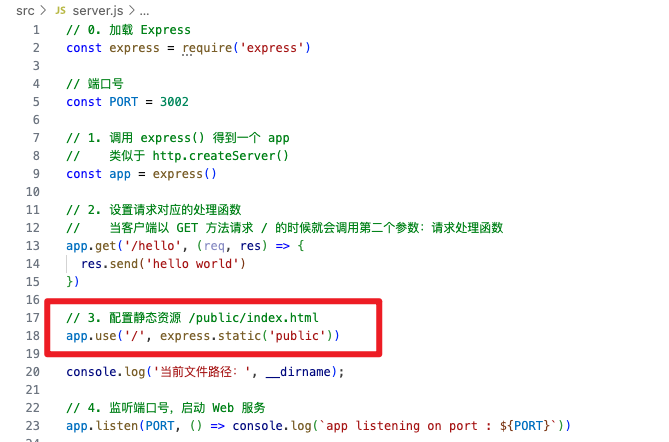 src > JS server.js > ...
1 // 0. 加载 Express
2 const express = require('express')
3
4 // 端口号
5 const PORT = 3002
6
7 // 1. 调用 express() 得到一个 app
8 //    类似于 http.createServer()
9 const app = express()
10
11 // 2. 设置请求对应的处理函数
12 //    当客户端以 GET 方法请求 / 的时候就会调用第二个参数：请求处理函数
13 app.get('/hello', (req, res) => {
14   res.send('hello world')
15 })
16
17 // 3. 配置静态资源 /public/index.html
18 app.use('/', express.static('public'))
19
20 console.log('当前文件路径：', __dirname);
21
22 // 4. 监听端口号，启动 Web 服务
23 app.listen(PORT, () => console.log(`app listening on port : ${PORT}`))